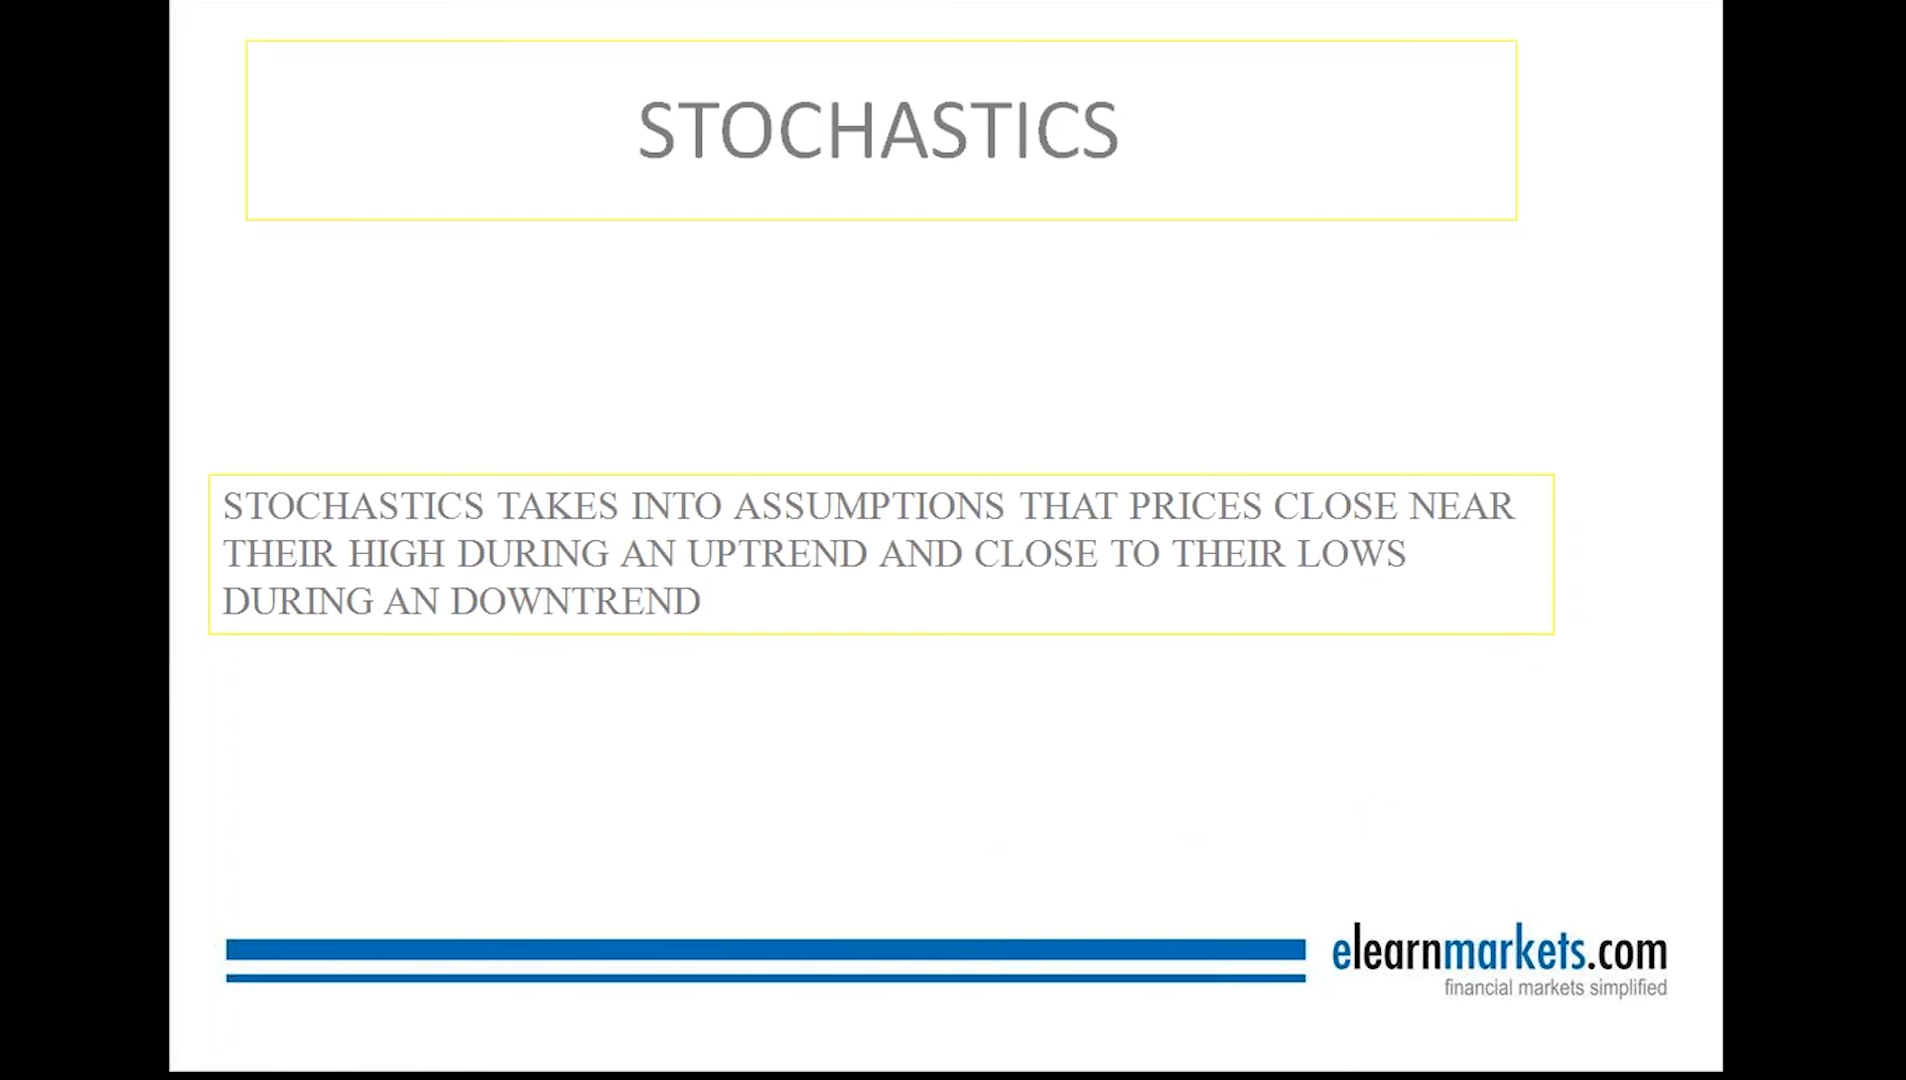 STOCHASTICS
STOCHASTICS TAKES INTO ASSUMPTIONS THAT PRICES CLOSE NEAR
THEIR HIGH DURING AN UPTREND AND CLOSE TO THEIR LOWS
DURING AN DOWNTREND
elearnmarkets.com
financial markets simplified